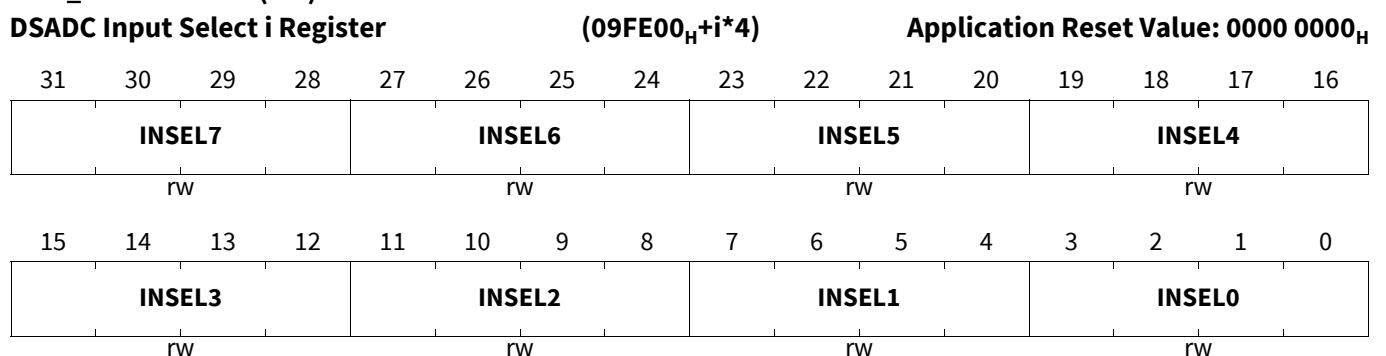 DSADC Input Select i Register (09FE00H+i*4) Application Reset Value: 0000 0000H
31 30 29 28 27 26 25 24 23 22 21 20 19 18 17 16
INSEL7 INSEL6 INSEL5 INSEL4
rw rw rw rw
15 14 13 12 11 10 9 8 7 6 5 4 3 2 1 0
INSEL3 INSEL2 INSEL1 INSEL0
rw rw rw rw